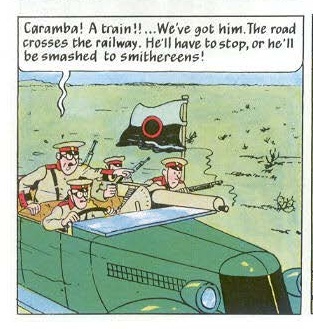 Caramba! A train!!...We've got him. The road
crosses the railway. He'll have to stop, or he'll
be smashed to smithereens!